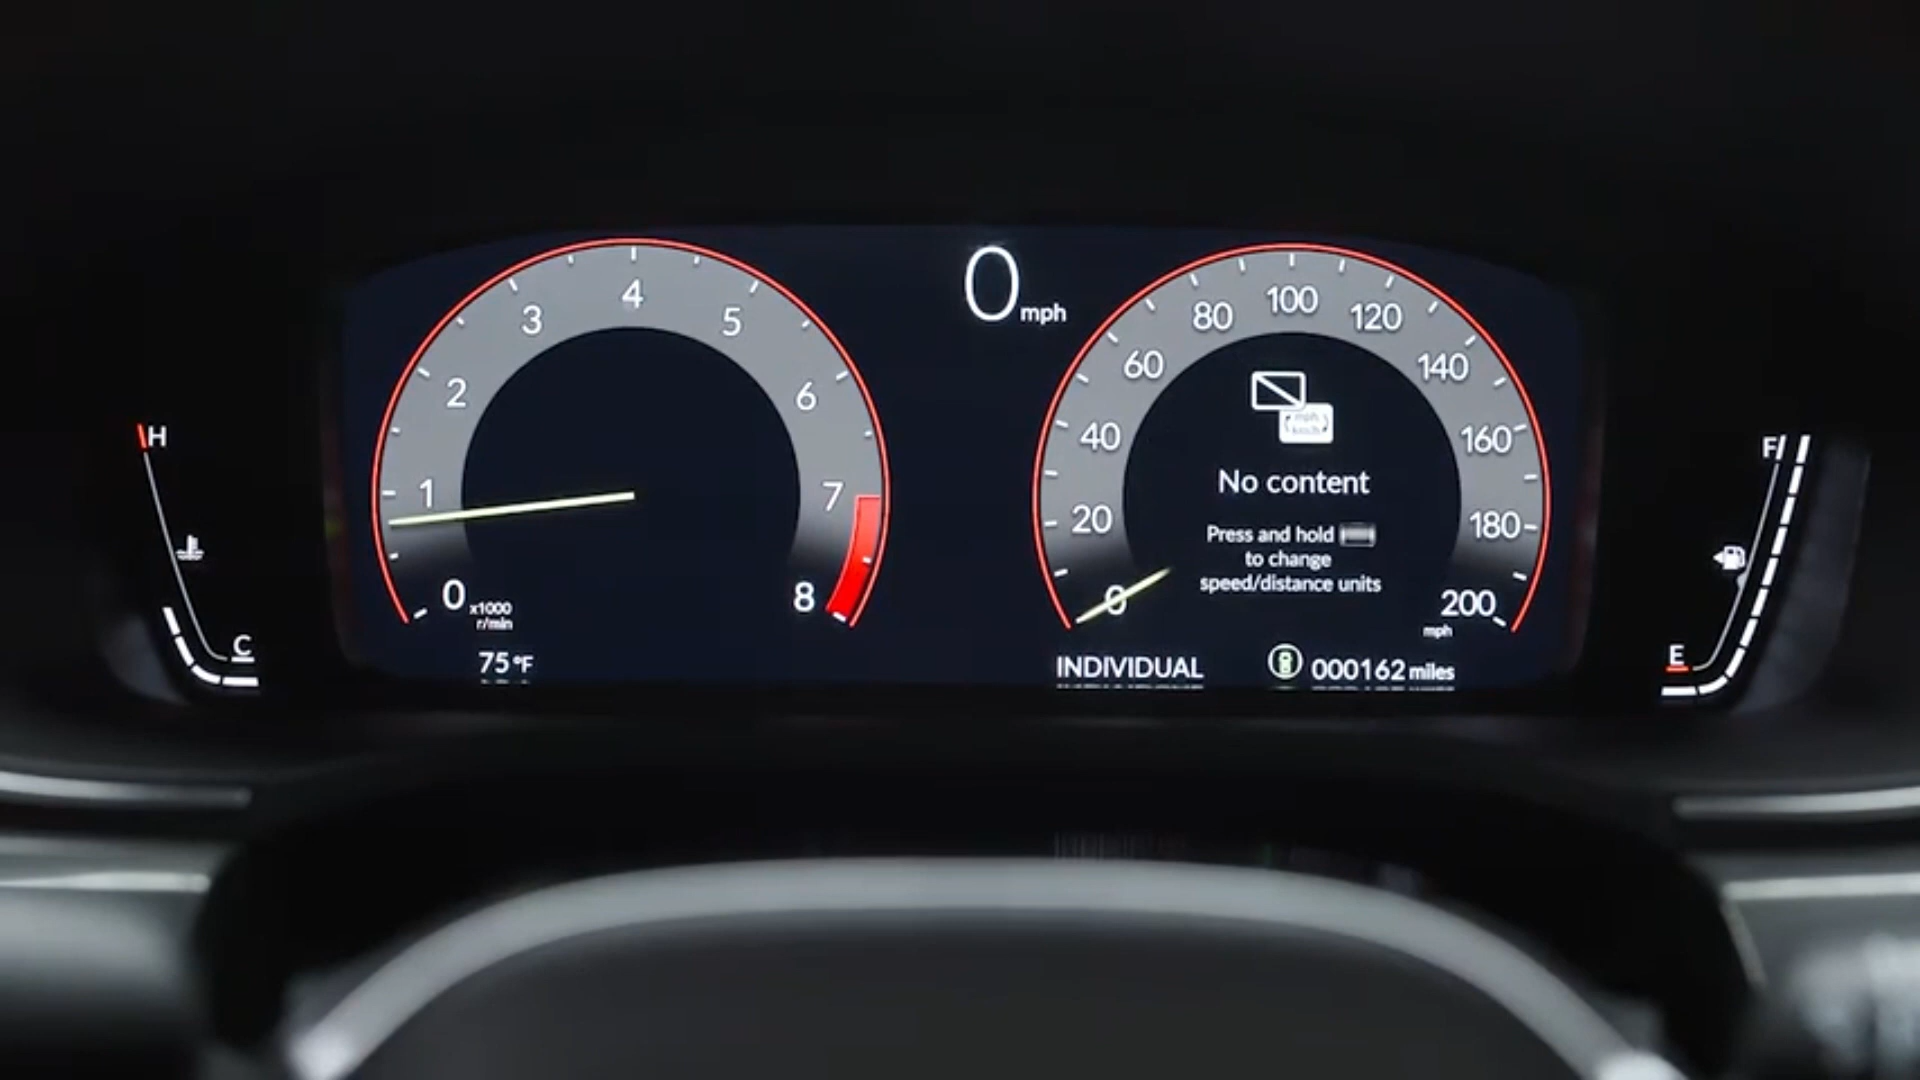 0 mph
H
C
0
1
2
3
4
5
6
7
8
x1000
r/min
75 °F
0
20
40
60
80
100
120
140
160
180
200
mph
No content
Press and hold
to change
speed/distance units
INDIVIDUAL
000162 miles
F
E